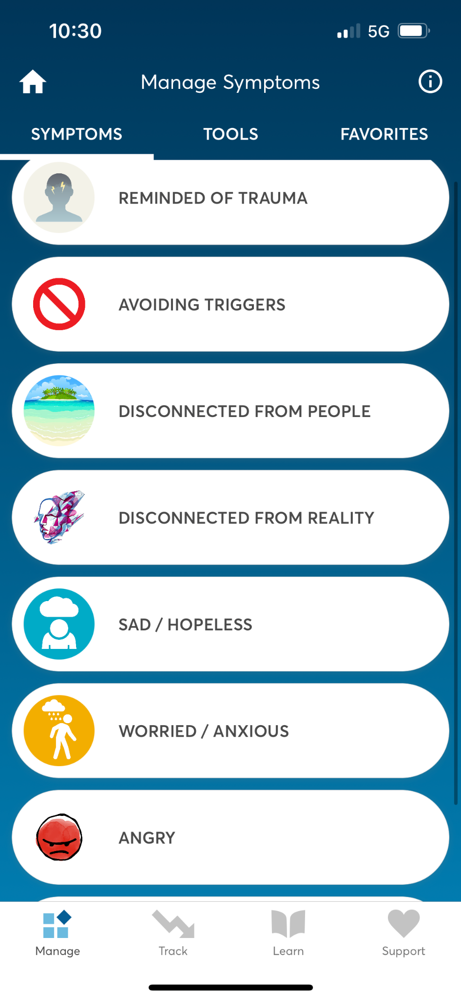 10:30
5G
Manage Symptoms
SYMPTOMS
TOOLS
FAVORITES
REMINDED OF TRAUMA
AVOIDING TRIGGERS
DISCONNECTED FROM PEOPLE
DISCONNECTED FROM REALITY
SAD / HOPELESS
WORRIED / ANXIOUS
ANGRY
Manage
Track
Learn
Support